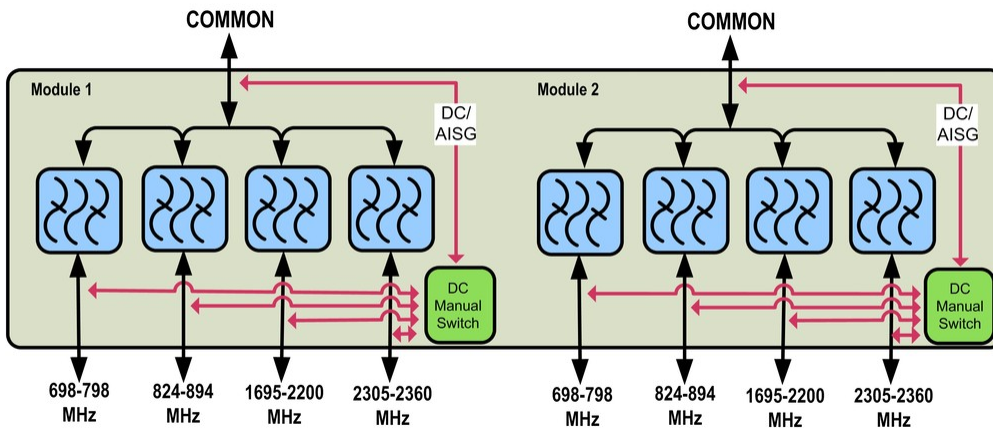 COMMON
COMMON
Module 1
Module 2
DC/
AISG
DC/
AISG
DC
Manual
Switch
DC
Manual
Switch
698-798
MHz
824-894
MHz
1695-2200
MHz
2305-2360
MHz
698-798
MHz
824-894
MHz
1695-2200
MHz
2305-2360
MHz